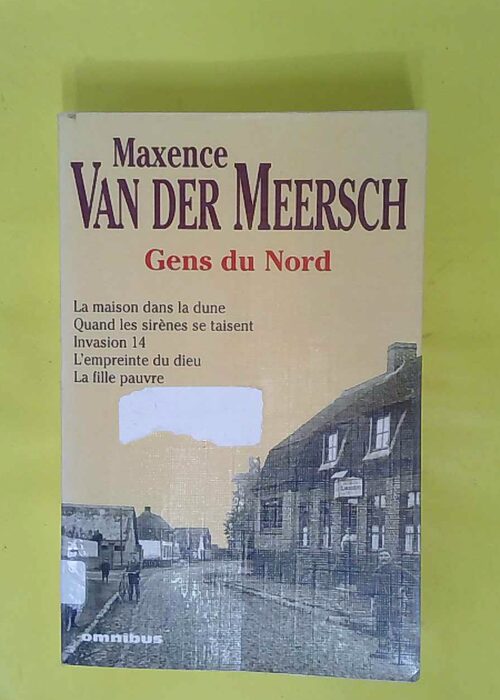 Maxence
VAN DER MEERSCH
Gens du Nord
La maison dans la dune
Quand les sirènes se taisent
Invasion 14
L'empreinte du dieu
La fille pauvre
omnibus